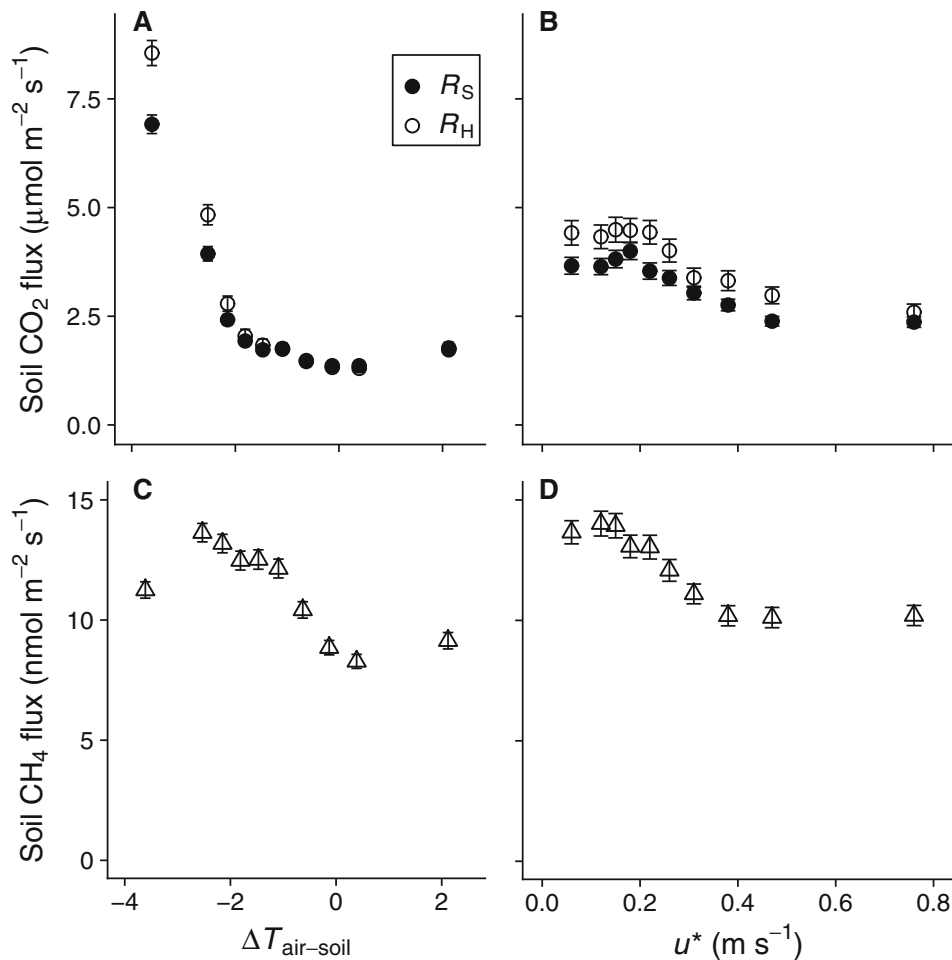 A
B
R_S
R_H
Soil CO₂ flux (μmol m⁻² s⁻¹)
7.5
5.0
2.5
0.0
C
D
Soil CH₄ flux (nmol m⁻² s⁻¹)
15
10
5
0
−4 −2 0 2
0.0 0.2 0.4 0.6 0.8
ΔT_air–soil
u* (m s⁻¹)